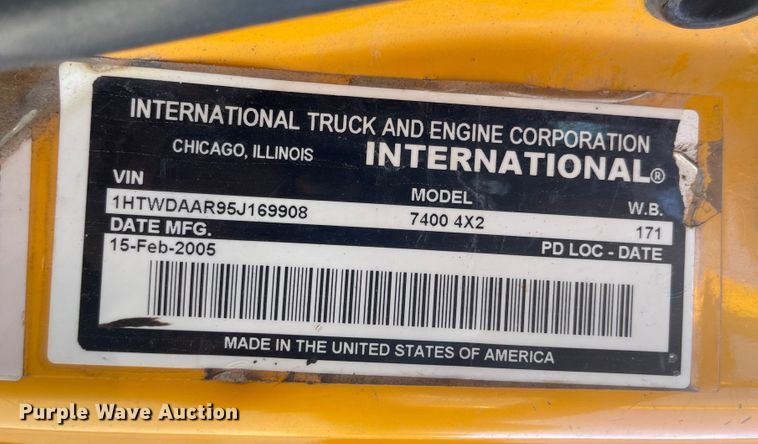 INTERNATIONAL TRUCK AND ENGINE CORPORATION
CHICAGO, ILLINOIS INTERNATIONAL®
VIN MODEL W.B.
1HTWDAAR95J169908 7400 4X2 171
DATE MFG. PD LOC - DATE
15-Feb-2005
MADE IN THE UNITED STATES OF AMERICA
Purple Wave Auction